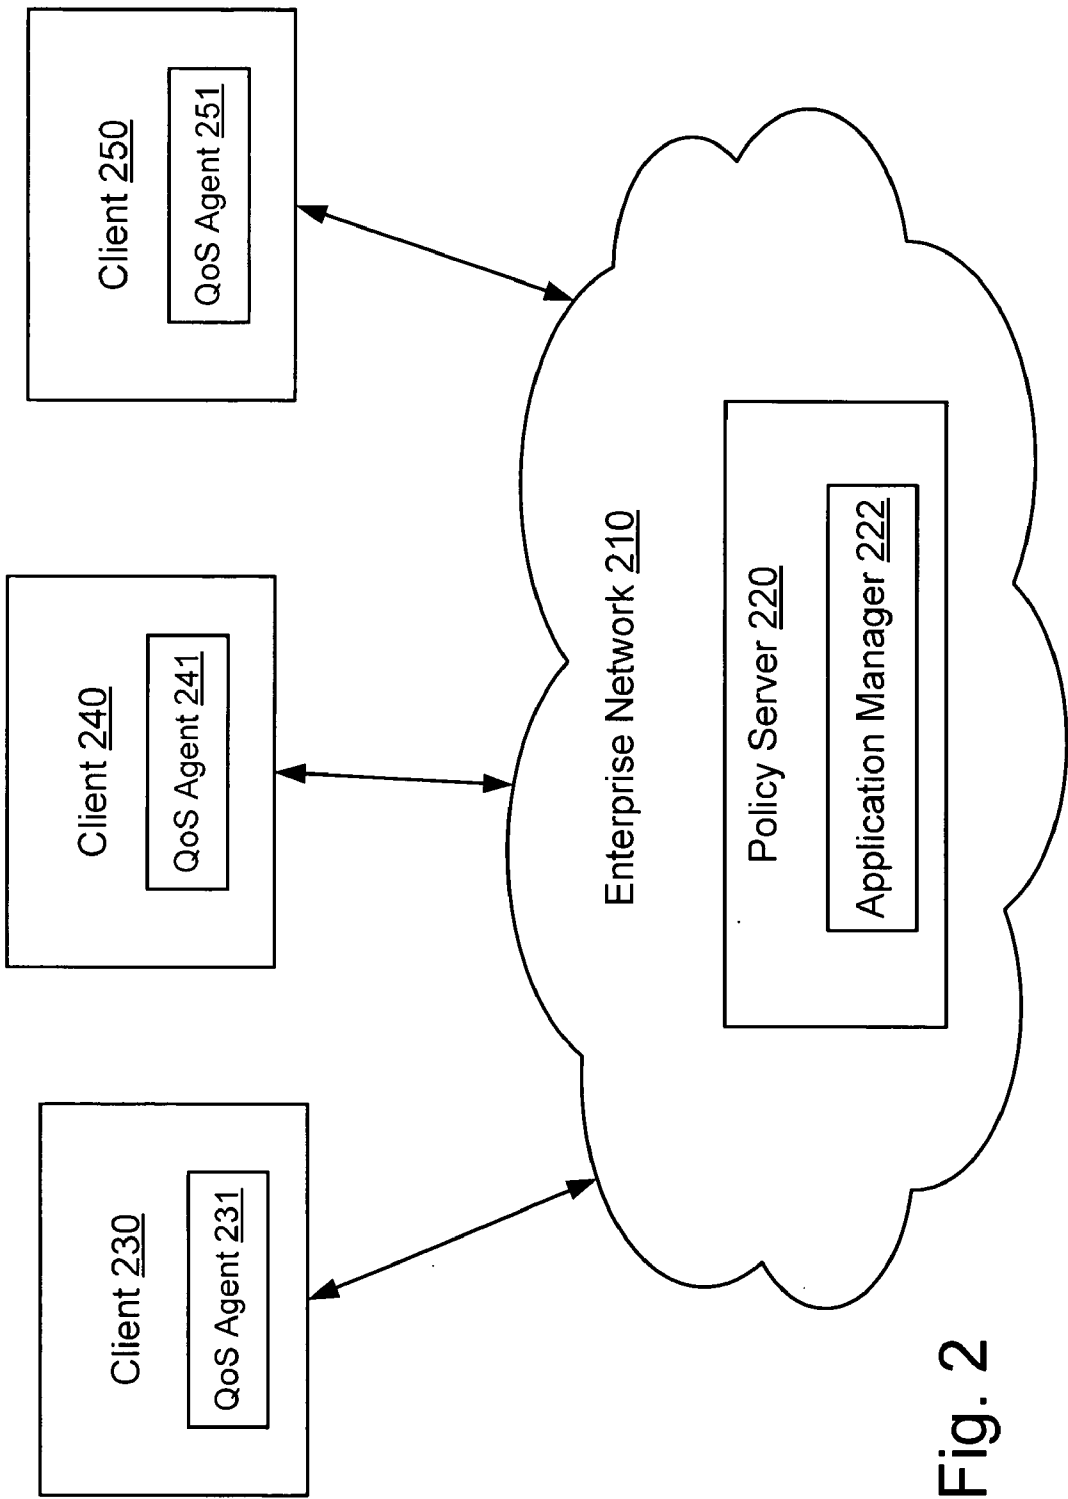 Client 230
QoS Agent 231
Client 240
QoS Agent 241
Client 250
QoS Agent 251
Enterprise Network 210
Policy Server 220
Application Manager 222
Fig. 2